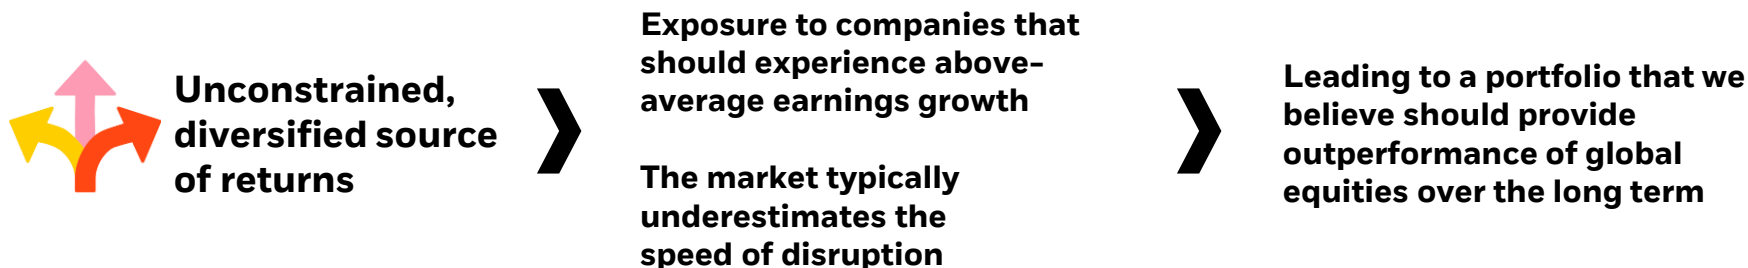 Unconstrained,
diversified source
of returns
Exposure to companies that
should experience above-
average earnings growth
The market typically
underestimates the
speed of disruption
Leading to a portfolio that we
believe should provide
outperformance of global
equities over the long term